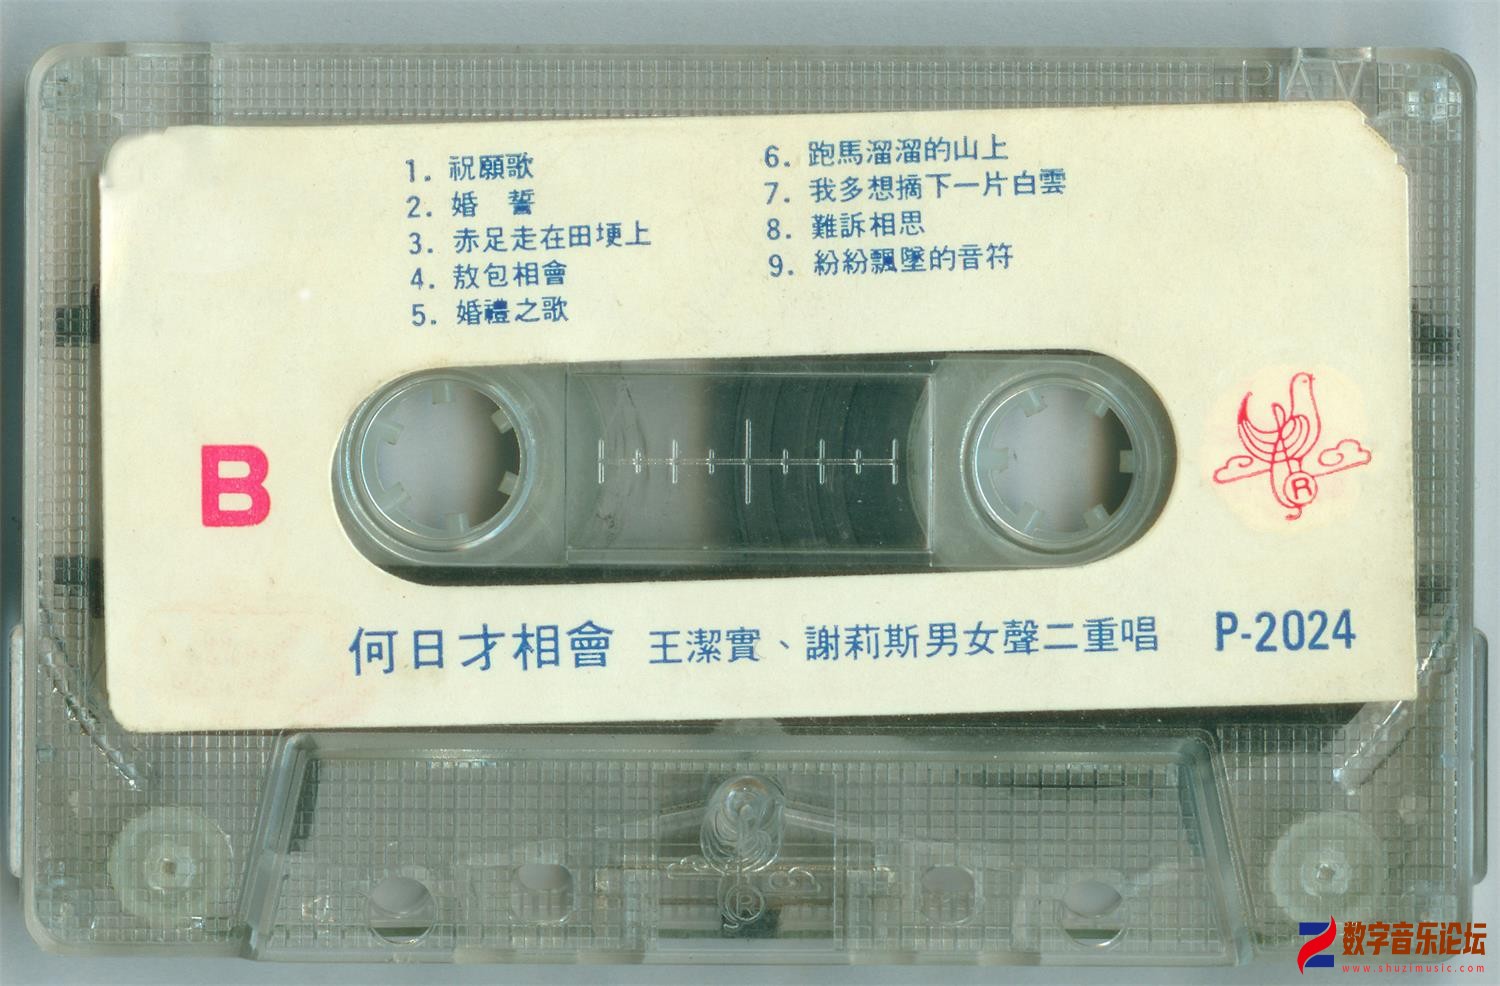 PAV
1. 祝願歌
2. 婚　誓
3. 赤足走在田埂上
4. 敖包相會
5. 婚禮之歌
6. 跑馬溜溜的山上
7. 我多想摘下一片白雲
8. 難訴相思
9. 紛紛飄墜的音符
B
R
何日才相會 王潔實、謝莉斯男女聲二重唱 P-2024
R
数字音乐论坛
www.shuzimusic.com